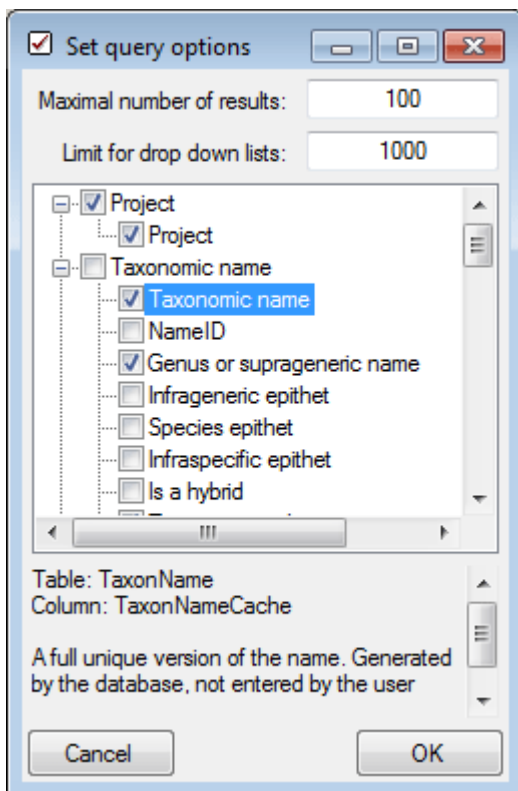 Set query options
Maximal number of results: 100
Limit for drop down lists: 1000
Project
Project
Taxonomic name
Taxonomic name
NameID
Genus or suprageneric name
Infrageneric epithet
Species epithet
Infraspecific epithet
Is a hybrid
Table: TaxonName
Column: TaxonNameCache
A full unique version of the name. Generated
by the database, not entered by the user
Cancel OK